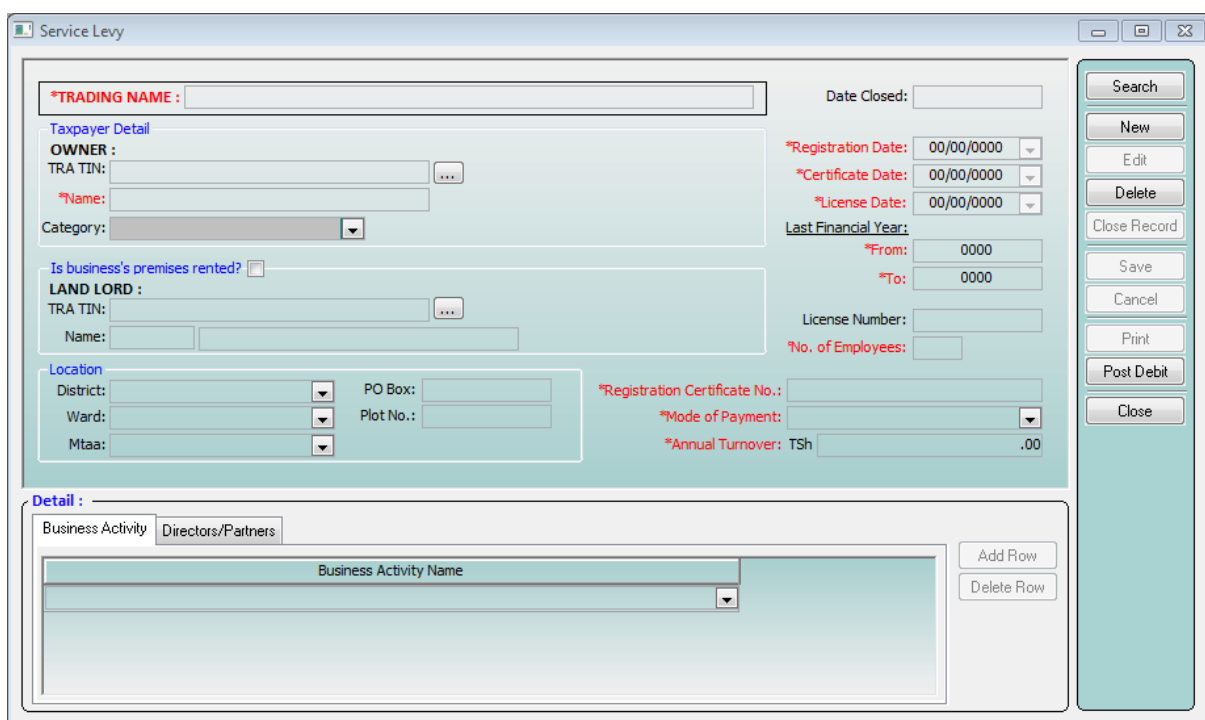 Service Levy
*TRADING NAME :
Date Closed:
Taxpayer Detail
OWNER :
TRA TIN:
...
*Name:
Category:
*Registration Date: 00/00/0000
*Certificate Date: 00/00/0000
*License Date: 00/00/0000
Last Financial Year:
*From: 0000
*To: 0000
Is business's premises rented?
LAND LORD :
TRA TIN:
...
Name:
License Number:
*No. of Employees:
Location
District:
PO Box:
Ward:
Plot No.:
Mtaa:
*Registration Certificate No.:
*Mode of Payment:
*Annual Turnover: TSh .00
Search
New
Edit
Delete
Close Record
Save
Cancel
Print
Post Debit
Close
Detail :
Business Activity Directors/Partners
Business Activity Name
Add Row
Delete Row